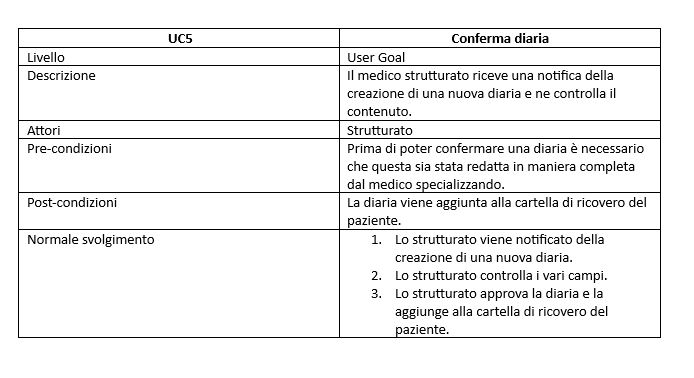 UC5 Conferma diaria
Livello User Goal
Descrizione Il medico strutturato riceve una notifica della
creazione di una nuova diaria e ne controlla il
contenuto.
Attori Strutturato
Pre-condizioni Prima di poter confermare una diaria è necessario
che questa sia stata redatta in maniera completa
dal medico specializzando.
Post-condizioni La diaria viene aggiunta alla cartella di ricovero del
paziente.
Normale svolgimento 1. Lo strutturato viene notificato della
creazione di una nuova diaria.
2. Lo strutturato controlla i vari campi.
3. Lo strutturato approva la diaria e la
aggiunge alla cartella di ricovero del
paziente.